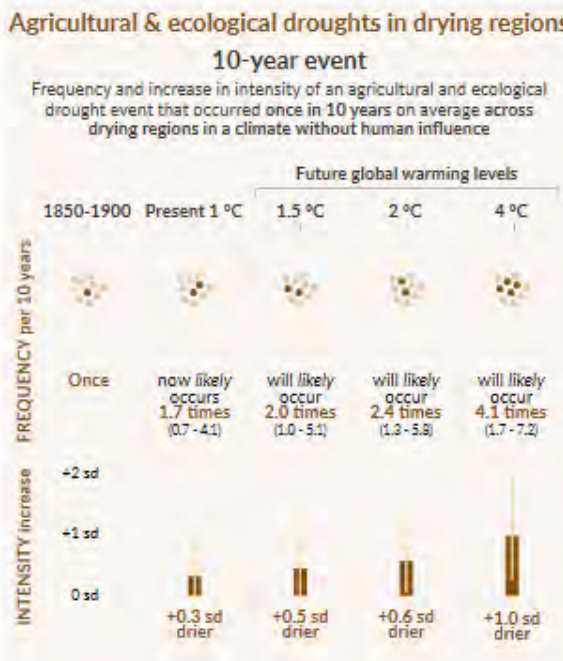 Agricultural & ecological droughts in drying regions
10-year event
Frequency and increase in intensity of an agricultural and ecological
drought event that occurred once in 10 years on average across
drying regions in a climate without human influence
Future global warming levels
1850-1900 Present 1 °C 1.5 °C 2 °C 4 °C
FREQUENCY per 10 years
Once now likely will likely will likely will likely
occurs occur occur occur
1.7 times 2.0 times 2.4 times 4.1 times
(0.7 - 4.1) (1.0 - 5.1) (1.3 - 5.8) (1.7 - 7.2)
INTENSITY increase
+2 sd
+1 sd
0 sd
+0.3 sd +0.5 sd +0.6 sd +1.0 sd
drier drier drier drier